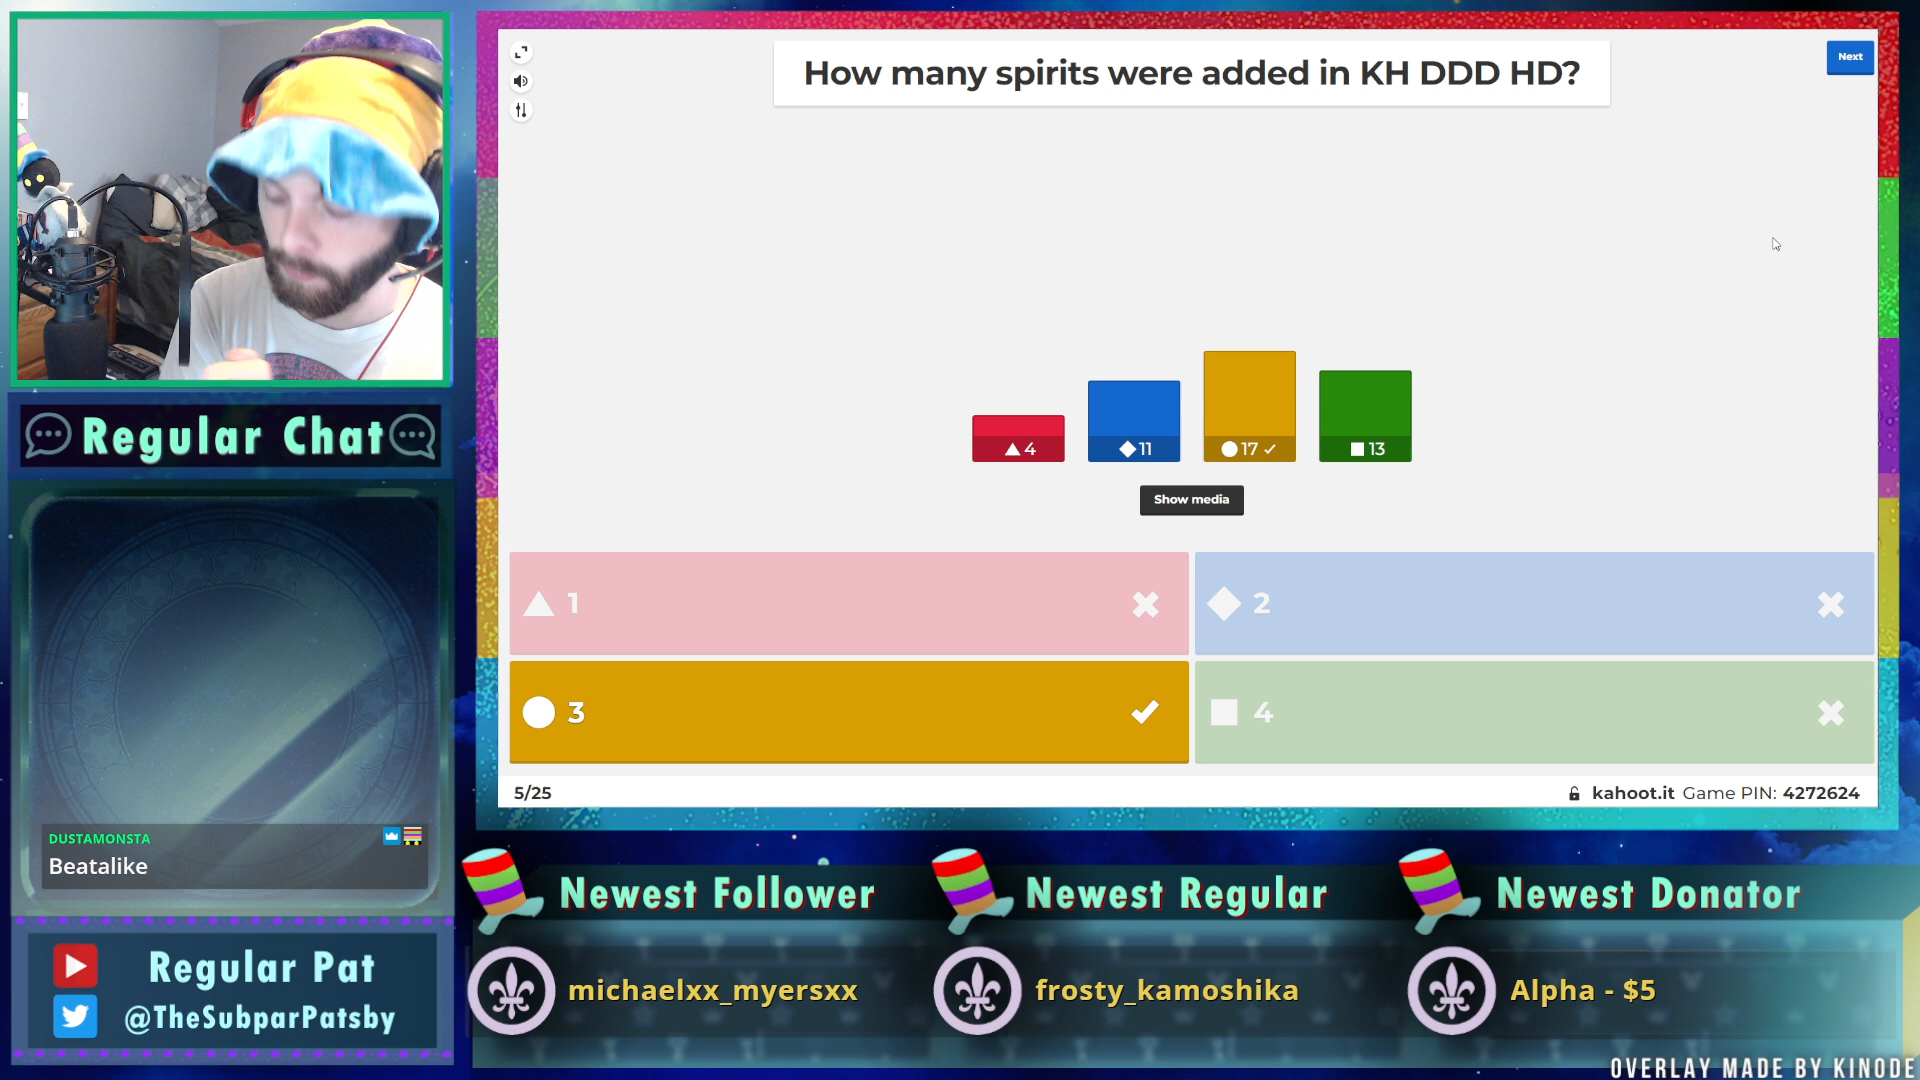 How many spirits were added in KH DDD HD?
Next
4
11
17
13
Show media
1
2
3
4
5/25
kahoot.it Game PIN: 4272624
Regular Chat
DUSTAMONSTA
Beatalike
Regular Pat
@TheSubparPatsby
Newest Follower
michaelxx_myersxx
Newest Regular
frosty_kamoshika
Newest Donator
Alpha - $5
OVERLAY MADE BY KINODE